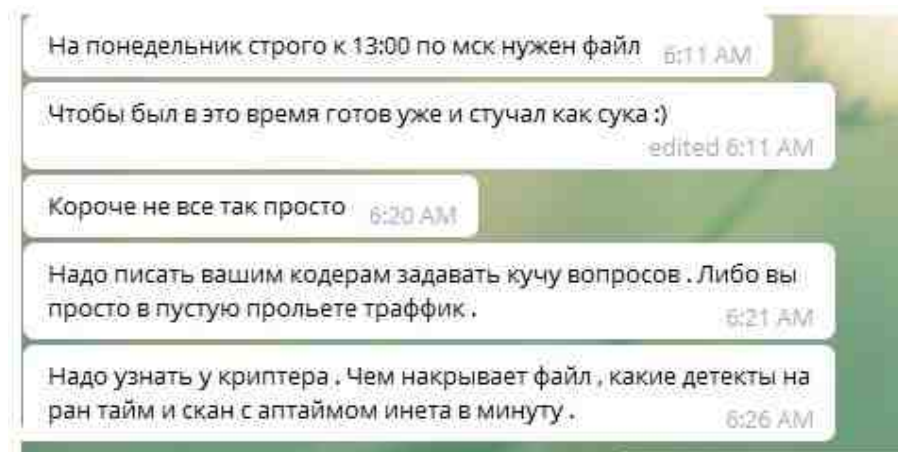 На понедельник строго к 13:00 по мск нужен файл 6:11 AM
Чтобы был в это время готов уже и стучал как сука :)
edited 6:11 AM
Короче не все так просто 6:20 AM
Надо писать вашим кодерам задавать кучу вопросов . Либо вы
просто в пустую прольете траффик . 6:21 AM
Надо узнать у криптера . Чем накрывает файл , какие детекты на
ран тайм и скан с аптаймом инета в минуту . 6:26 AM